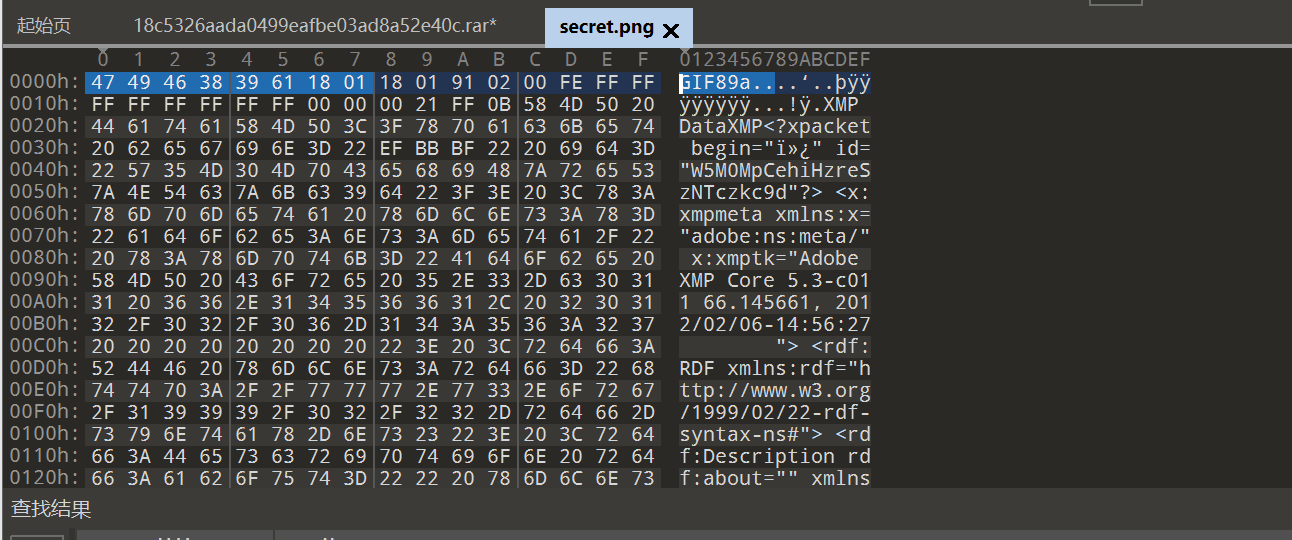 起始页 18c5326aada0499eafbe03ad8a52e40c.rar* secret.png
0 1 2 3 4 5 6 7 8 9 A B C D E F 0123456789ABCDEF
0000h: 47 49 46 38 39 61 18 01 18 01 91 02 00 FE FF FF GIF89a....‘..þÿÿ
0010h: FF FF FF FF FF FF 00 00 00 21 FF 0B 58 4D 50 20 ÿÿÿÿÿÿ...!ÿ.XMP
0020h: 44 61 74 61 58 4D 50 3C 3F 78 70 61 63 6B 65 74 DataXMP<?xpacket
0030h: 20 62 65 67 69 6E 3D 22 EF BB BF 22 20 69 64 3D begin="ï»¿" id=
0040h: 22 57 35 4D 30 4D 70 43 65 68 69 48 7A 72 65 53 "W5M0MpCehiHzreS
0050h: 7A 4E 54 63 7A 6B 63 39 64 22 3F 3E 20 3C 78 3A zNTczkc9d"?> <x:
0060h: 78 6D 70 6D 65 74 61 20 78 6D 6C 6E 73 3A 78 3D xmpmeta xmlns:x=
0070h: 22 61 64 6F 62 65 3A 6E 73 3A 6D 65 74 61 2F 22 "adobe:ns:meta/"
0080h: 20 78 3A 78 6D 70 74 6B 3D 22 41 64 6F 62 65 20 x:xmptk="Adobe
0090h: 58 4D 50 20 43 6F 72 65 20 35 2E 33 2D 63 30 31 XMP Core 5.3-c01
00A0h: 31 20 36 36 2E 31 34 35 36 36 31 2C 20 32 30 31 1 66.145661, 201
00B0h: 32 2F 30 32 2F 30 36 2D 31 34 3A 35 36 3A 32 37 2/02/06-14:56:27
00C0h: 20 20 20 20 20 20 20 20 22 3E 20 3C 72 64 66 3A "> <rdf:
00D0h: 52 44 46 20 78 6D 6C 6E 73 3A 72 64 66 3D 22 68 RDF xmlns:rdf="h
00E0h: 74 74 70 3A 2F 2F 77 77 77 2E 77 33 2E 6F 72 67 ttp://www.w3.org
00F0h: 2F 31 39 39 39 2F 30 32 2F 32 32 2D 72 64 66 2D /1999/02/22-rdf-
0100h: 73 79 6E 74 61 78 2D 6E 73 23 22 3E 20 3C 72 64 syntax-ns#"> <rd
0110h: 66 3A 44 65 73 63 72 69 70 74 69 6F 6E 20 72 64 f:Description rd
0120h: 66 3A 61 62 6F 75 74 3D 22 22 20 78 6D 6C 6E 73 f:about="" xmlns
查找结果